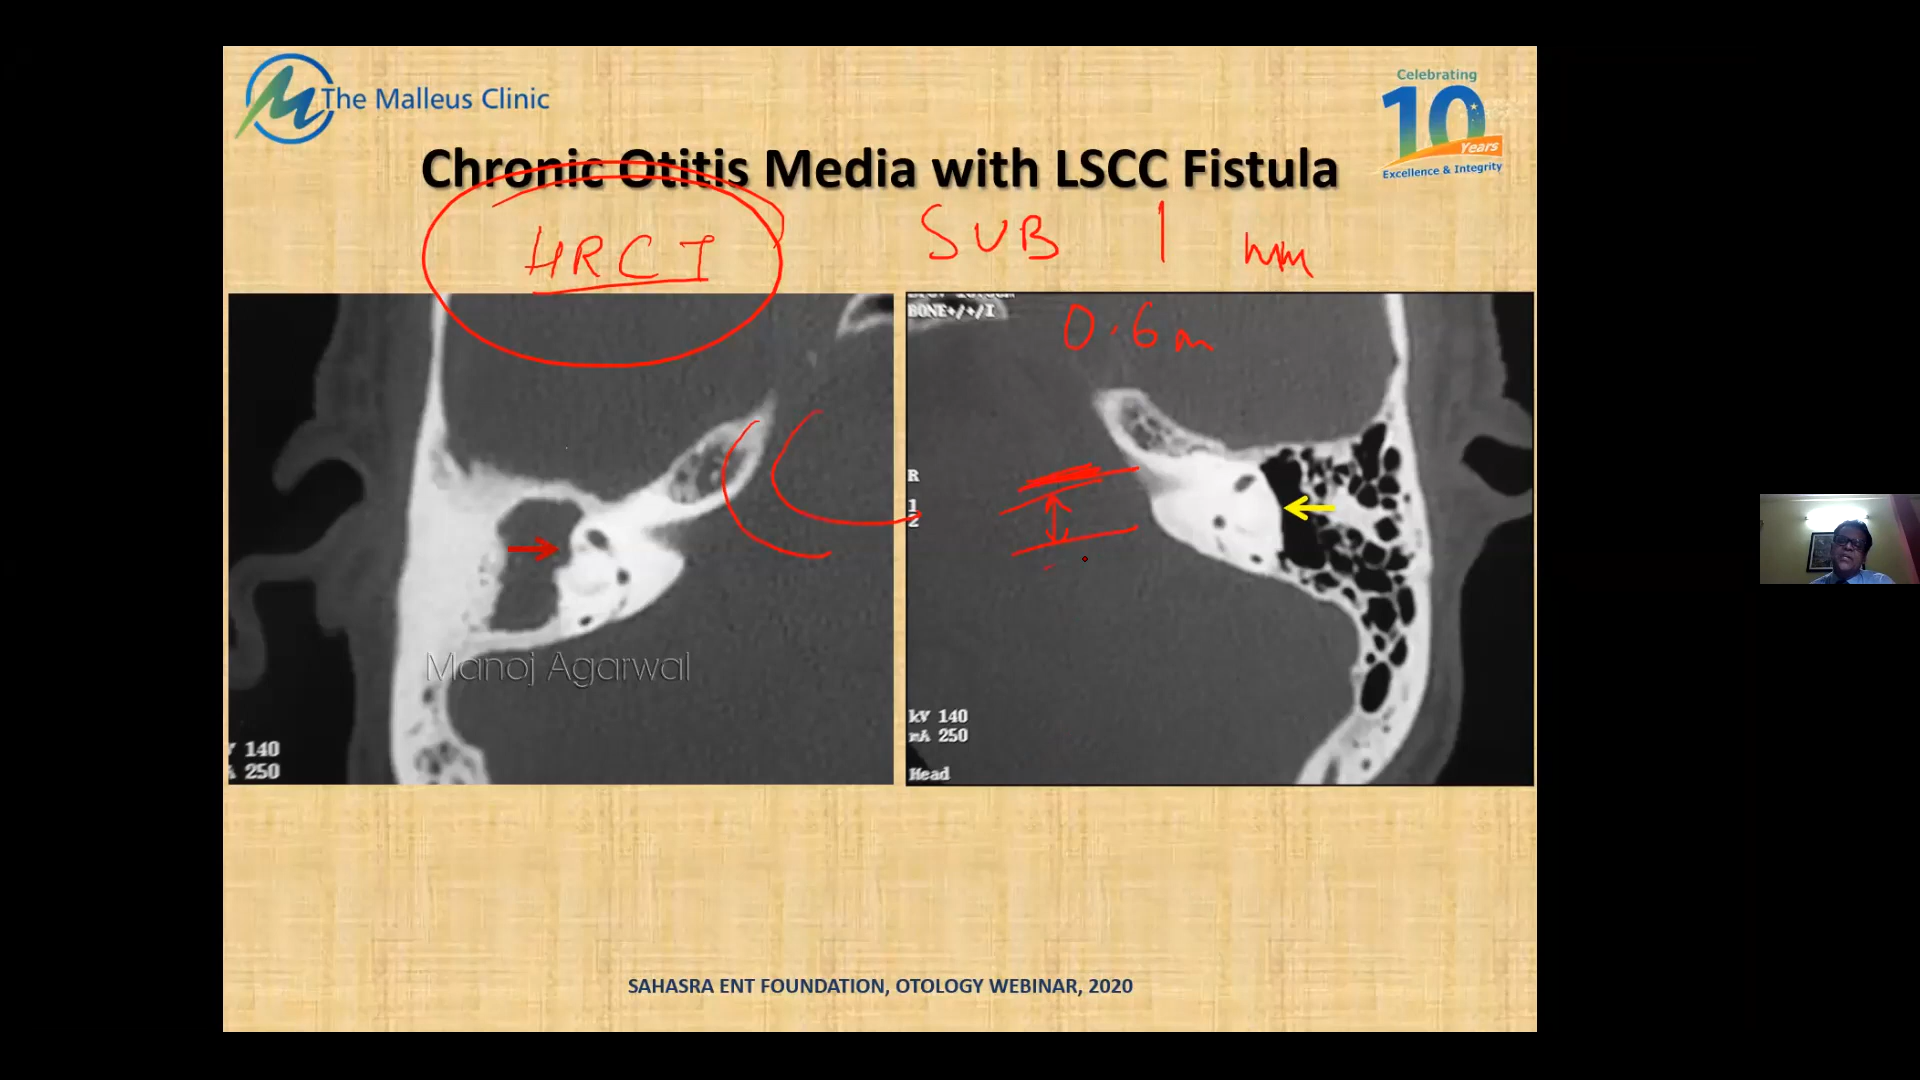 The Malleus Clinic
Celebrating
10
Years
Excellence & Integrity
Chronic Otitis Media with LSCC Fistula
HRCT
SUB 1 mm
BONE+/+/I
0.6m
R
1
2
Manoj Agarwal
140
250
kV 140
mA 250
Head
SAHASRA ENT FOUNDATION, OTOLOGY WEBINAR, 2020